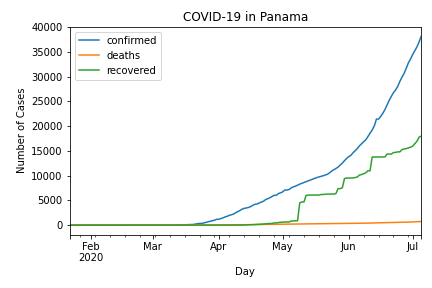 COVID-19 in Panama
confirmed
deaths
recovered
Number of Cases
40000
35000
30000
25000
20000
15000
10000
5000
0
Feb Mar Apr May Jun Jul
2020
Day